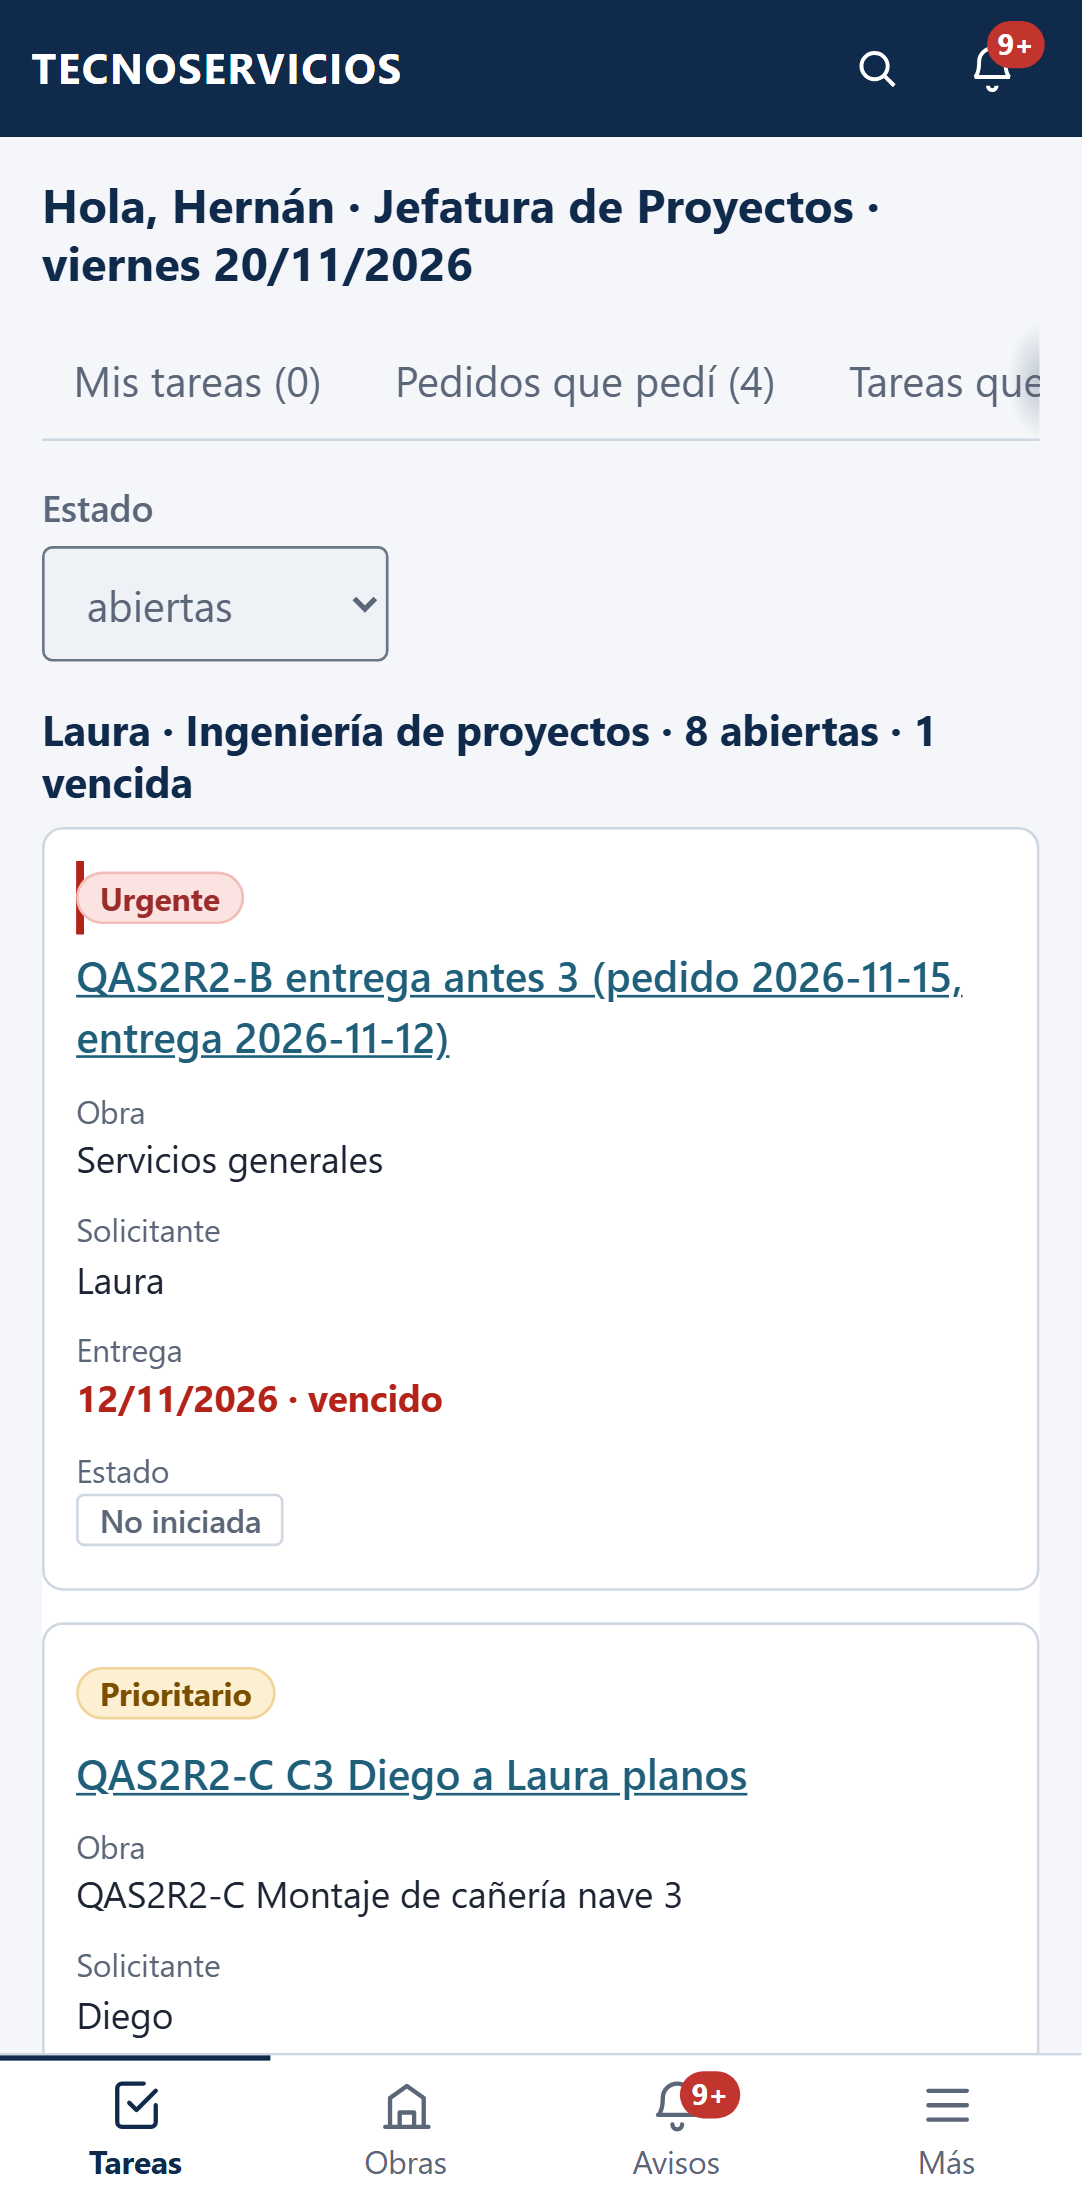 TECNOSERVICIOS
9+
Hola, Hernán · Jefatura de Proyectos ·
viernes 20/11/2026
Mis tareas (0)
Pedidos que pedí (4)
Tareas que
Estado
abiertas
Laura · Ingeniería de proyectos · 8 abiertas · 1
vencida
Urgente
QAS2R2-B entrega antes 3 (pedido 2026-11-15,
entrega 2026-11-12)
Obra
Servicios generales
Solicitante
Laura
Entrega
12/11/2026 · vencido
Estado
No iniciada
Prioritario
QAS2R2-C C3 Diego a Laura planos
Obra
QAS2R2-C Montaje de cañería nave 3
Solicitante
Diego
9+
Tareas
Obras
Avisos
Más